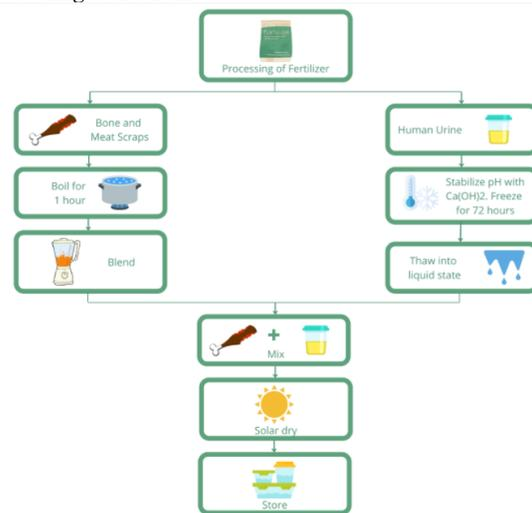 Processing of Fertilizer
Bone and
Meat Scraps
Boil for
1 hour
Blend
Human Urine
Stabilize pH with
Ca(OH)2. Freeze
for 72 hours
Thaw into
liquid state
+
Mix
Solar dry
Store